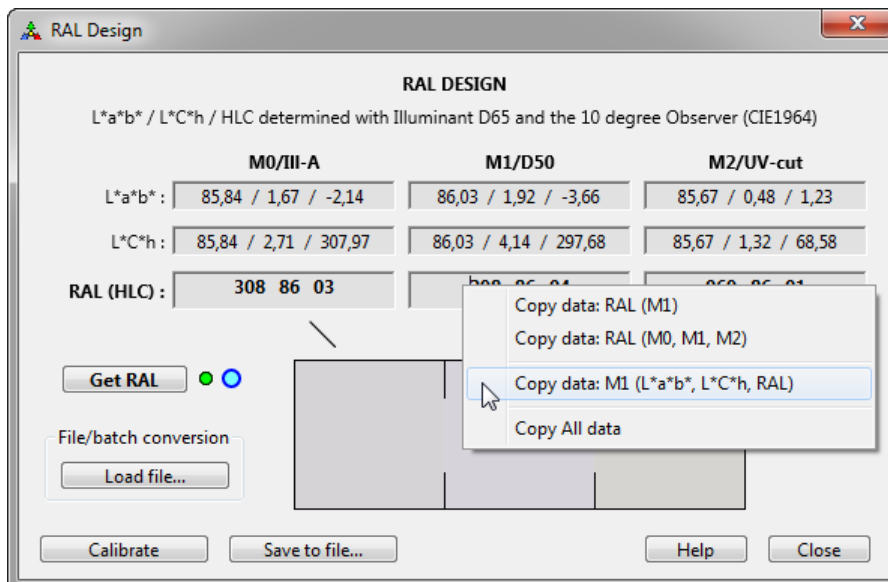 RAL Design
RAL DESIGN
L*a*b* / L*C*h / HLC determined with Illuminant D65 and the 10 degree Observer (CIE1964)
M0/III-A M1/D50 M2/UV-cut
L*a*b* : 85,84 / 1,67 / -2,14 86,03 / 1,92 / -3,66 85,67 / 0,48 / 1,23
L*C*h : 85,84 / 2,71 / 307,97 86,03 / 4,14 / 297,68 85,67 / 1,32 / 68,58
RAL (HLC) : 308 86 03
Copy data: RAL (M1)
Copy data: RAL (M0, M1, M2)
Copy data: M1 (L*a*b*, L*C*h, RAL)
Copy All data
Get RAL
File/batch conversion
Load file...
Calibrate Save to file... Help Close